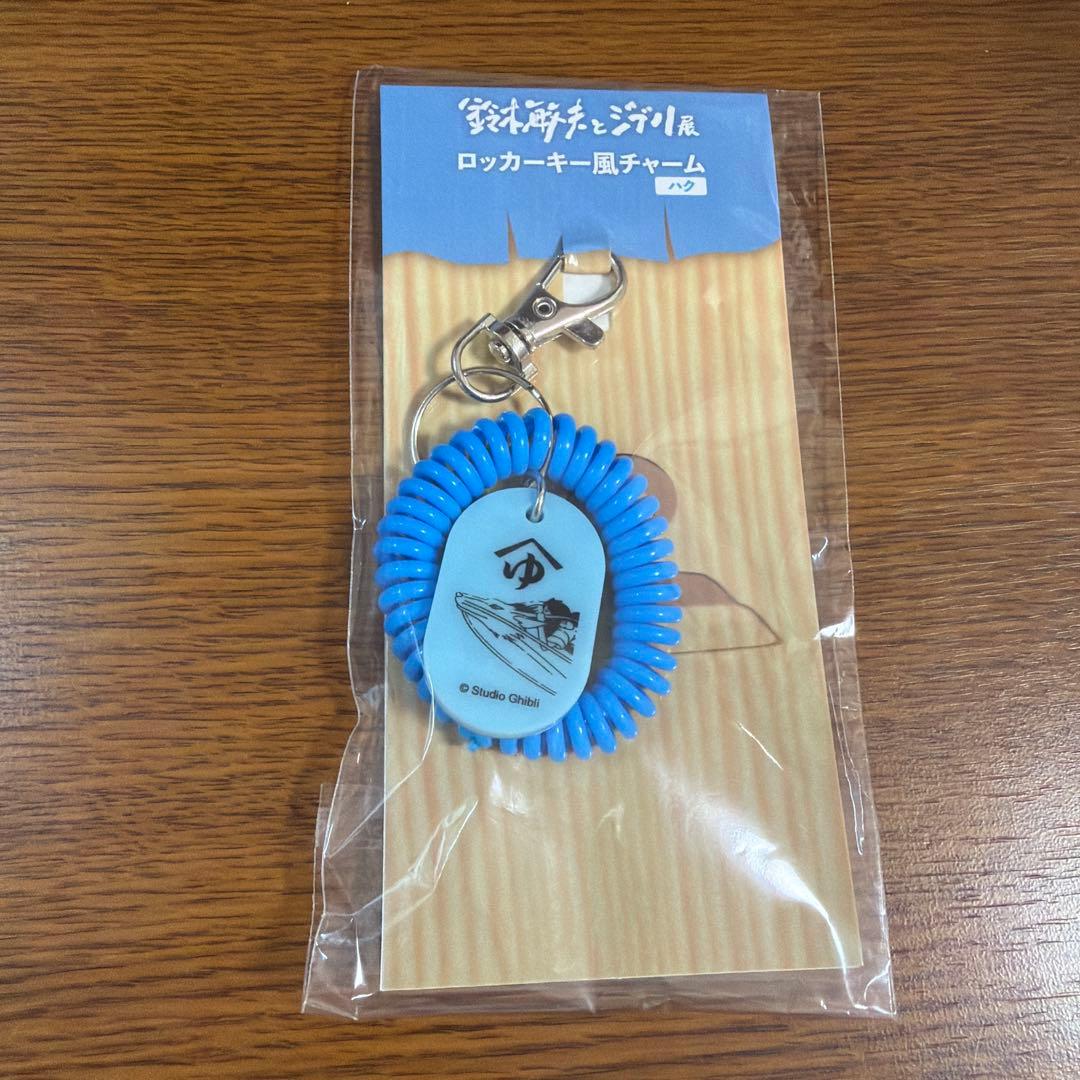 鈴木敏夫とジブリ展
ロッカーキー風チャーム
ハク
ゆ
© Studio Ghibli